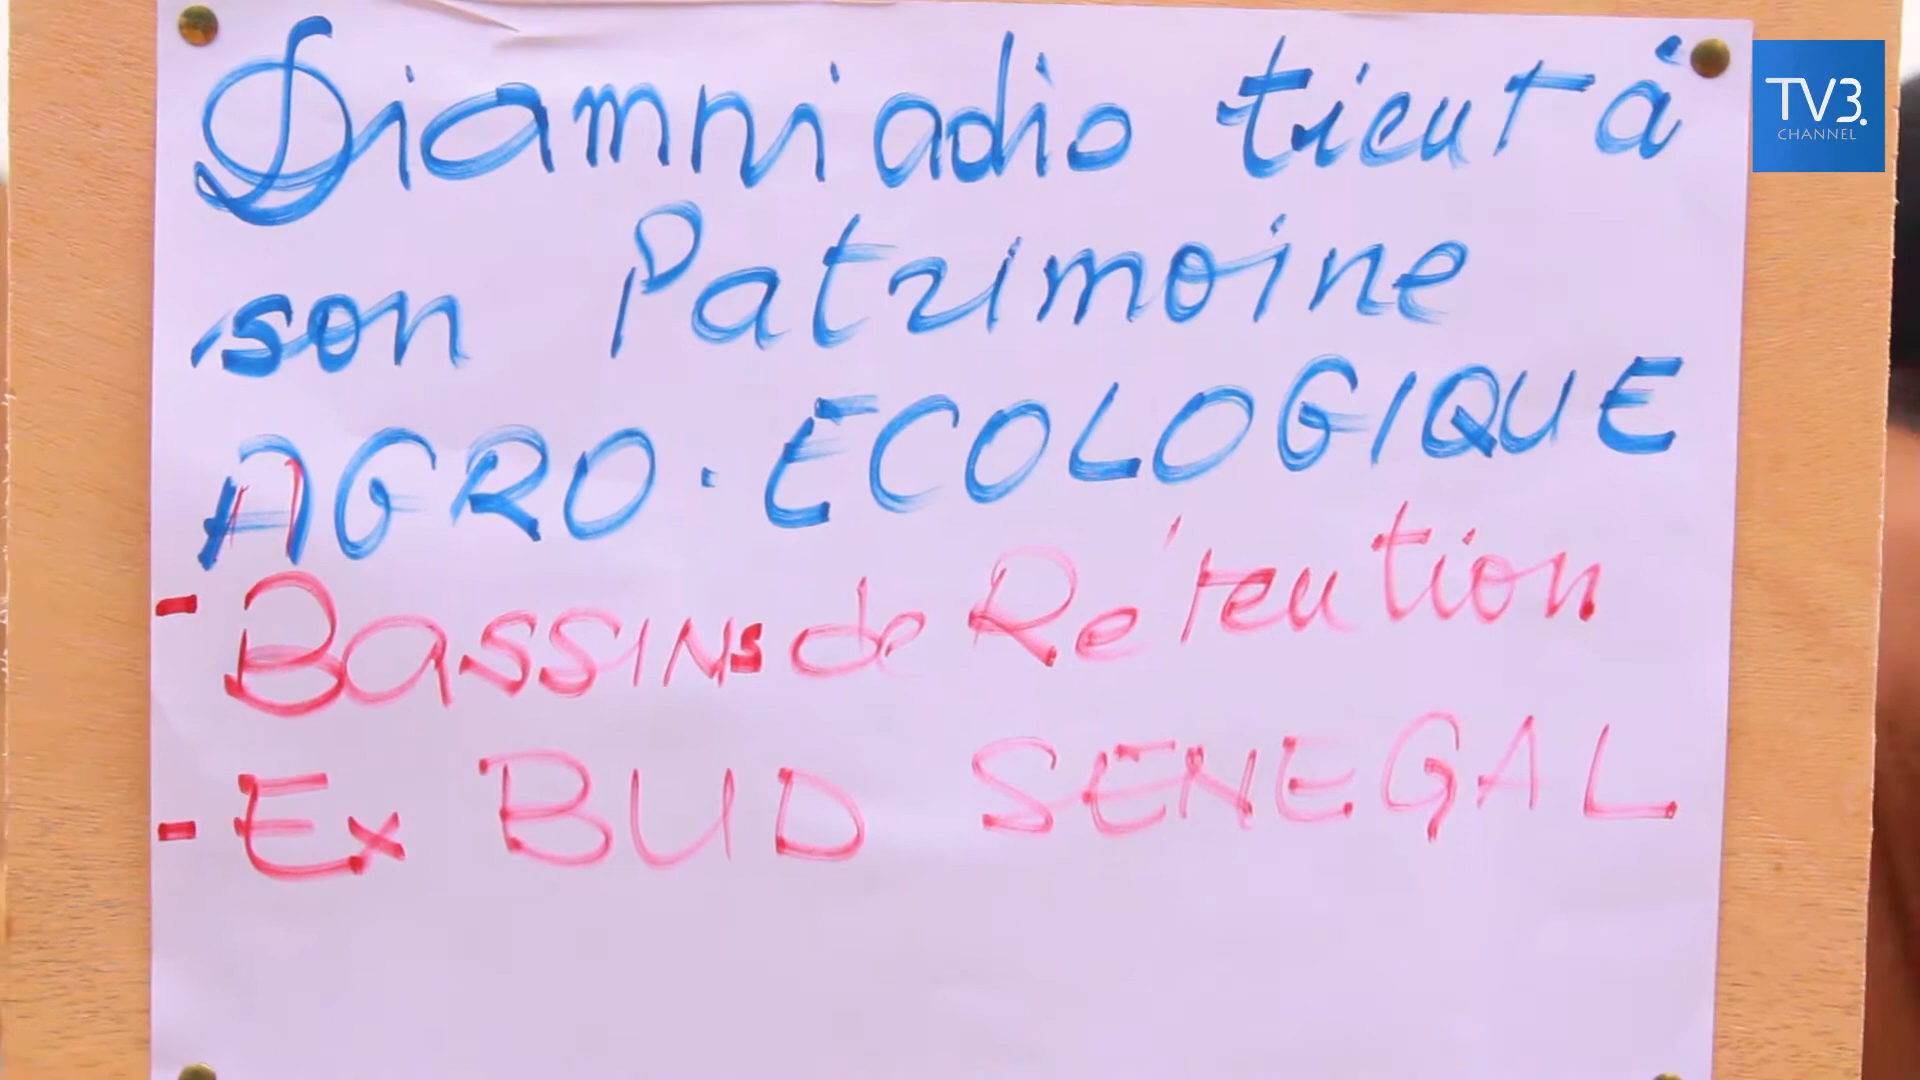 Diamniadio tient à
son Patrimoine
AGRO.ECOLOGIQUE
- BASSINs de Rétention
- Ex BUD SENEGAL
TV3.
CHANNEL